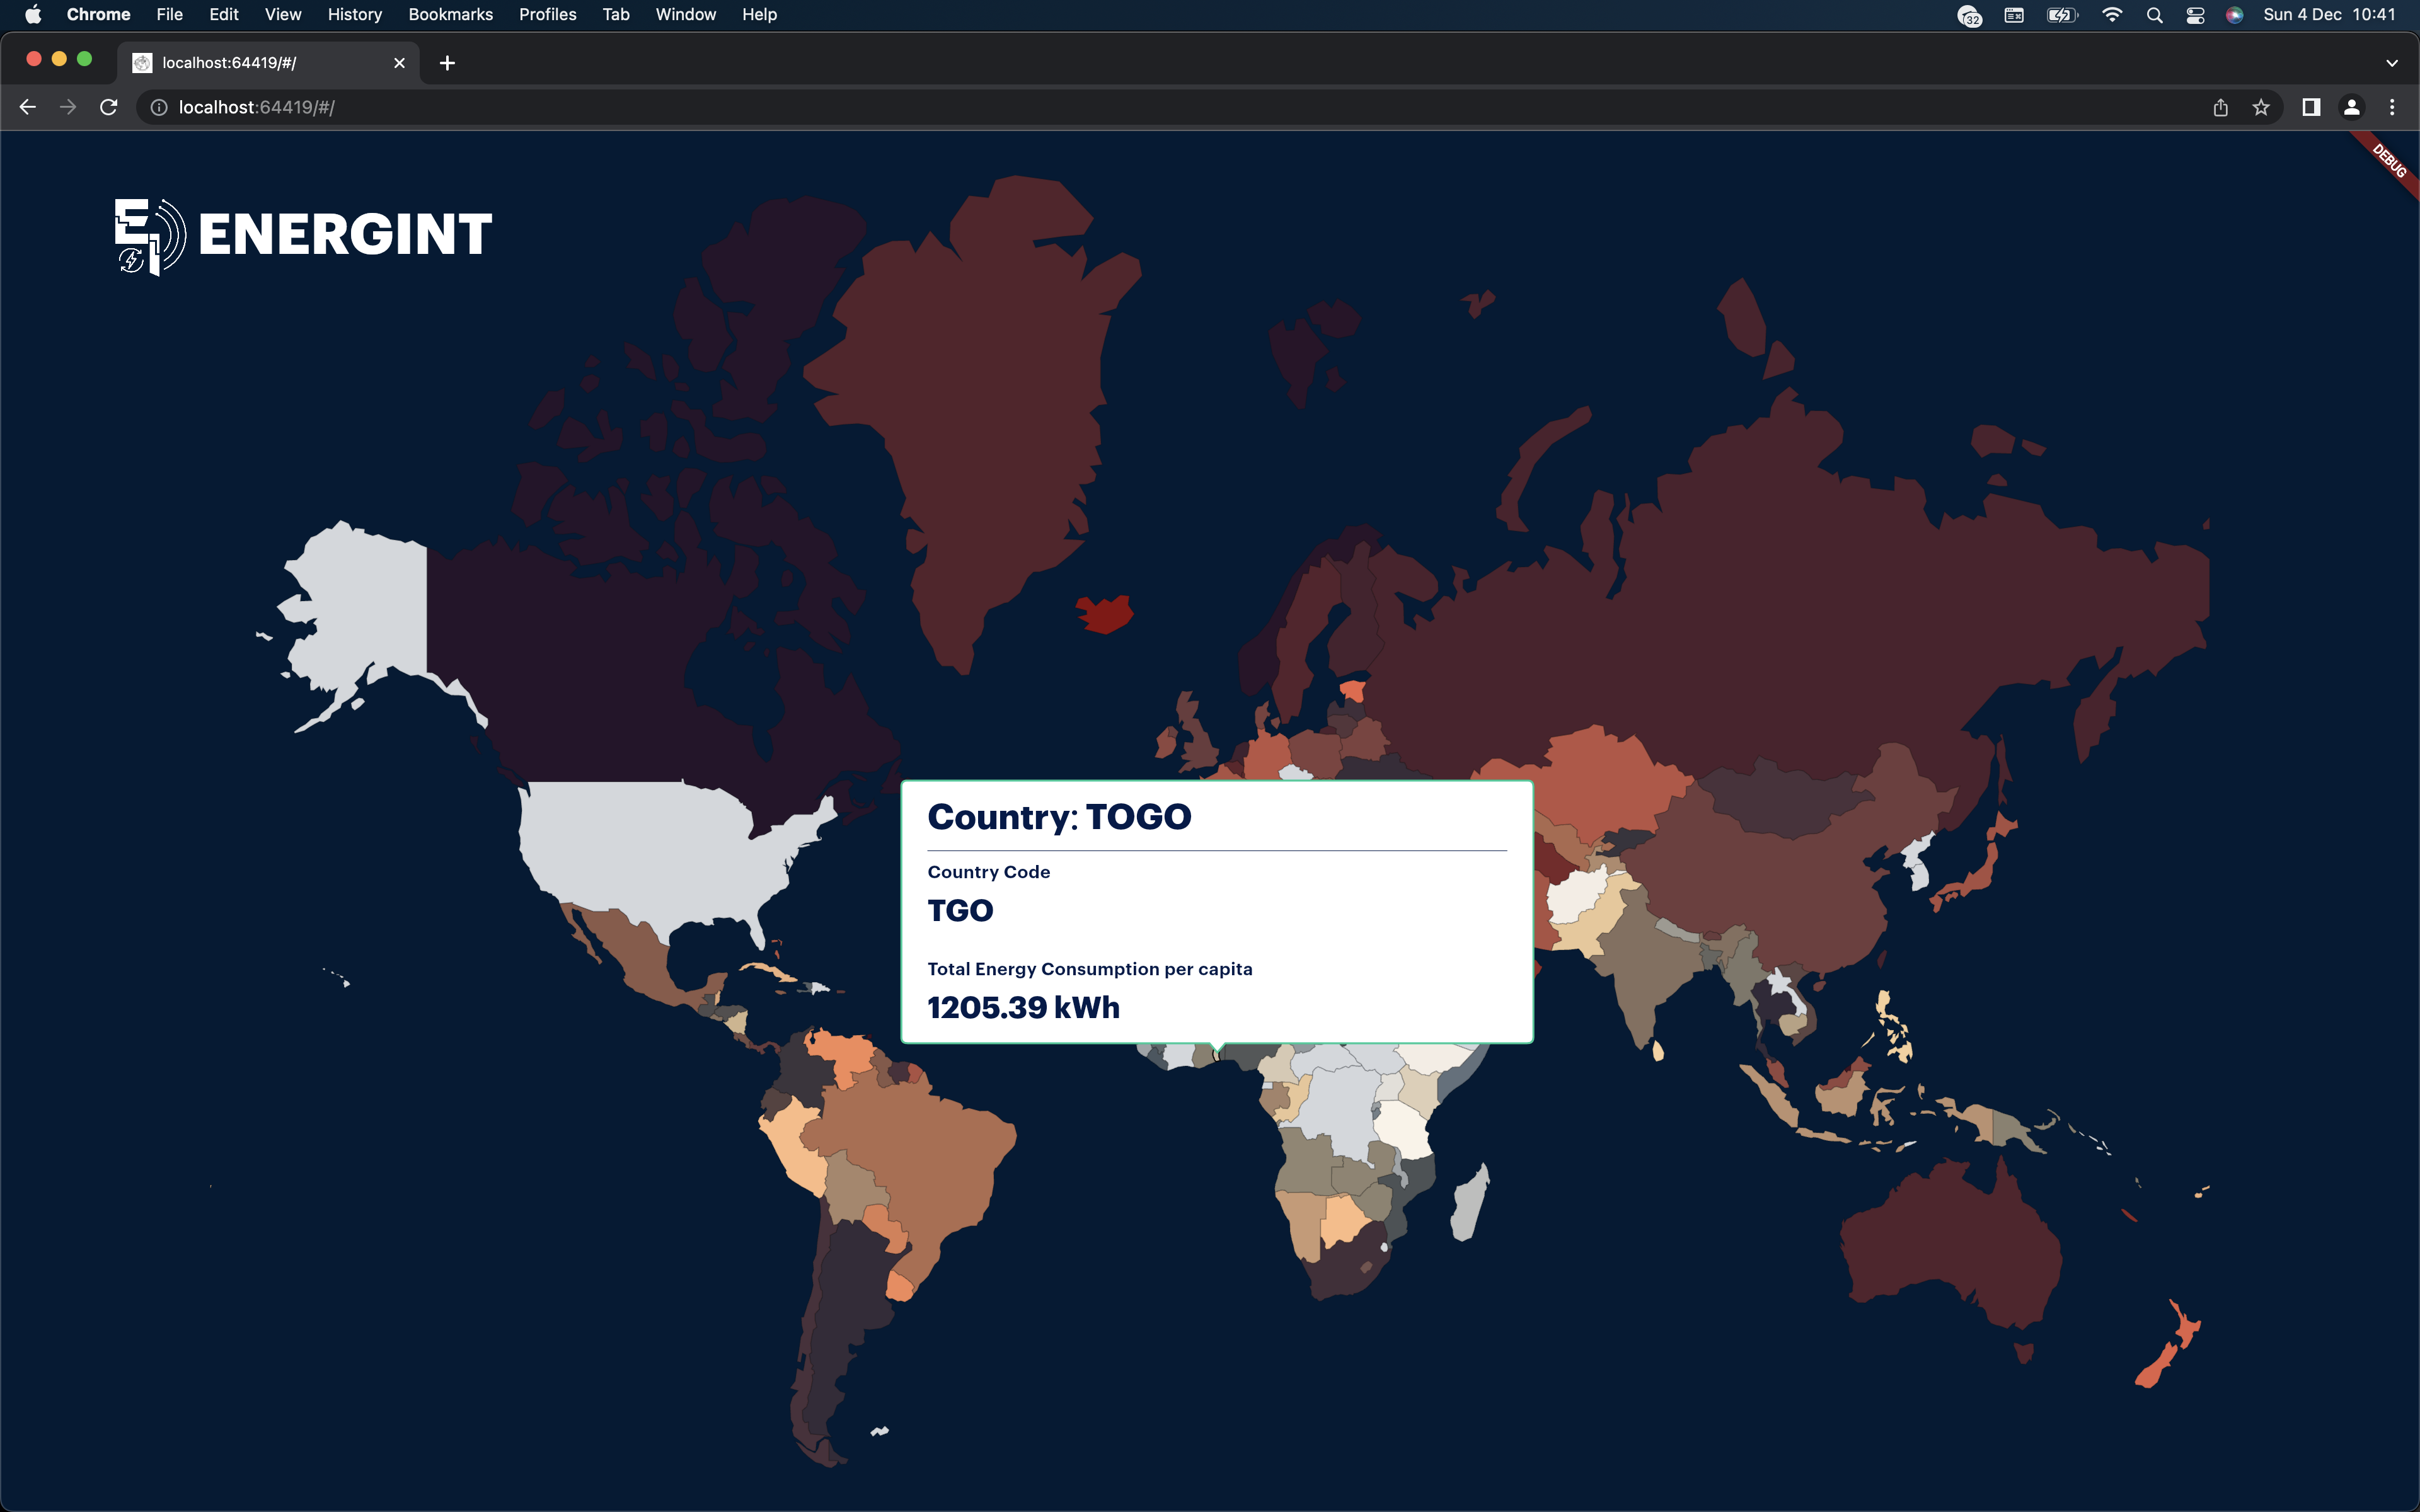 Chrome File Edit View History Bookmarks Profiles Tab Window Help
32
Sun 4 Dec 10:41
localhost:64419/#/
localhost:64419/#/
DEBUG
ENERGINT
Country: TOGO
Country Code
TGO
Total Energy Consumption per capita
1205.39 kWh